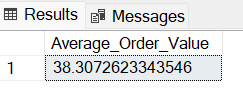 Results Messages
Average_Order_Value
1 38.3072623343546